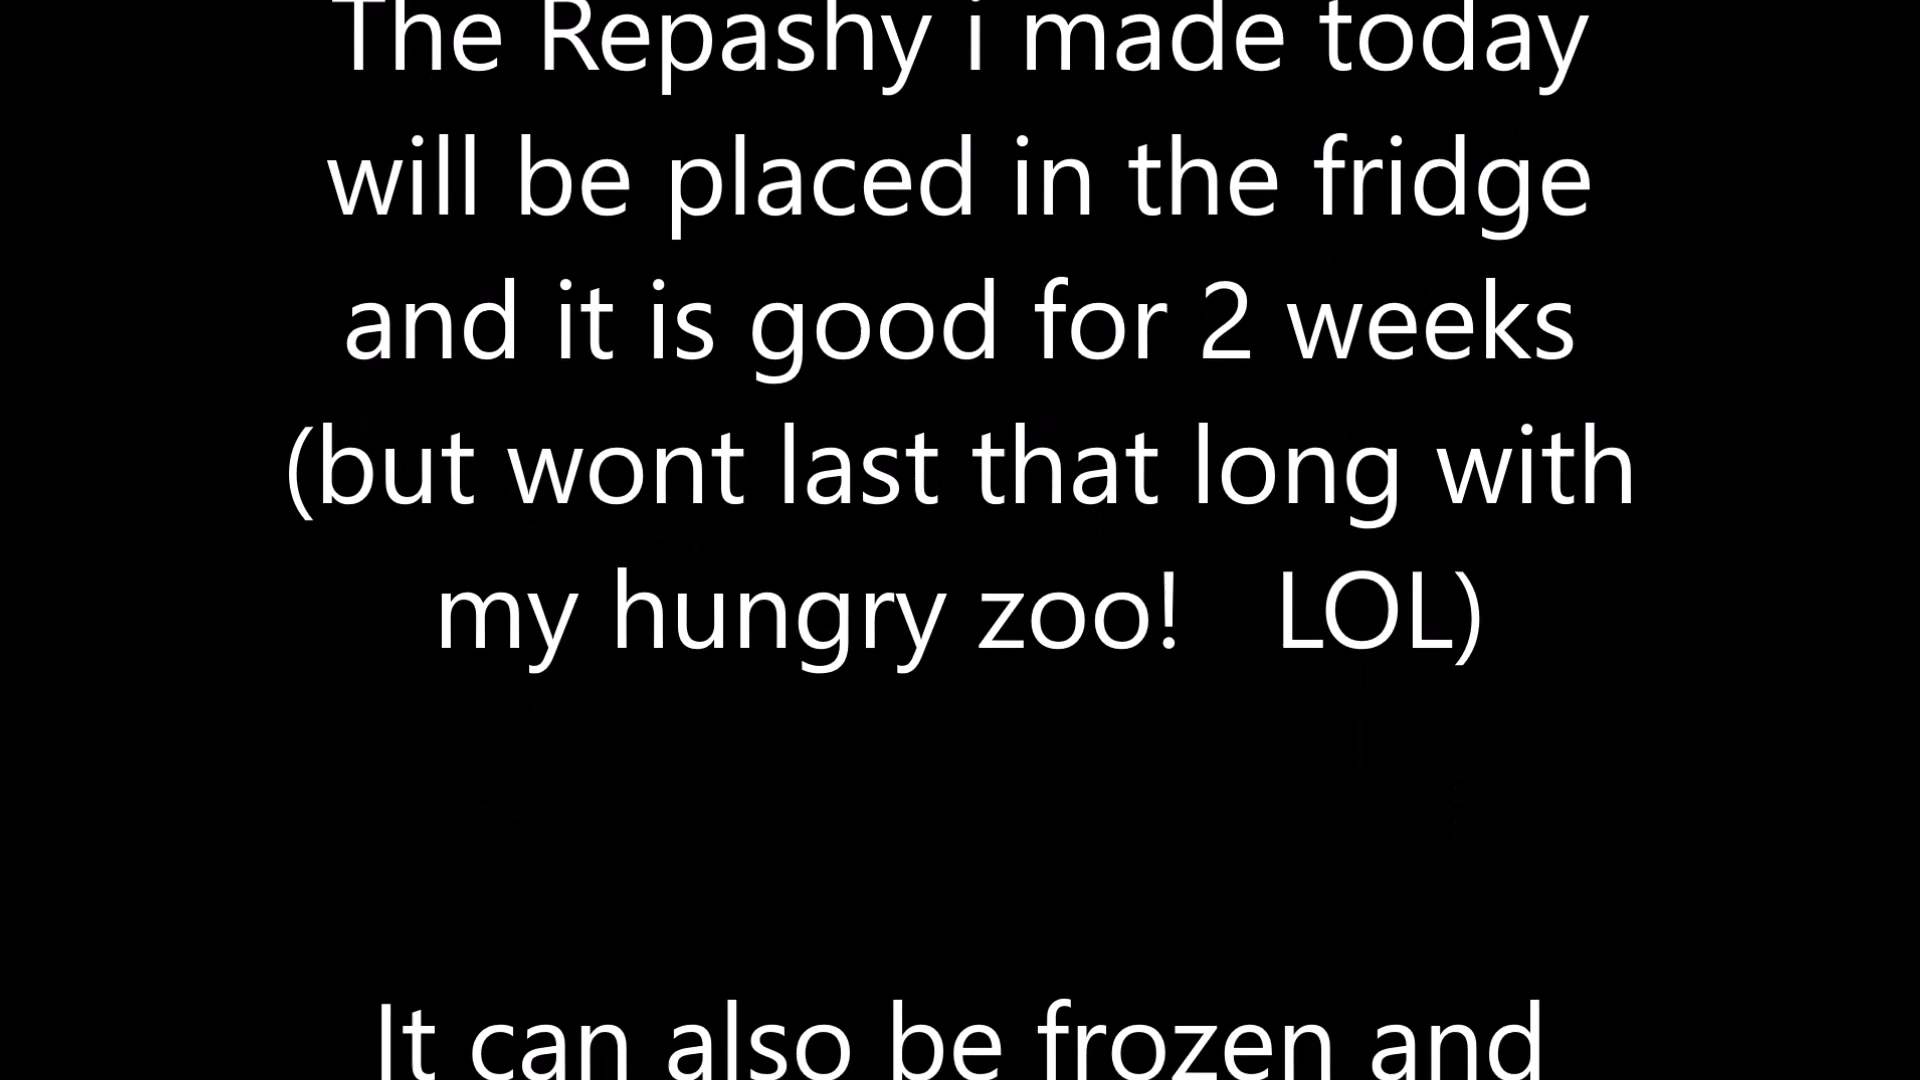 The Repashy i made today
will be placed in the fridge
and it is good for 2 weeks
(but wont last that long with
my hungry zoo!   LOL)
It can also be frozen and